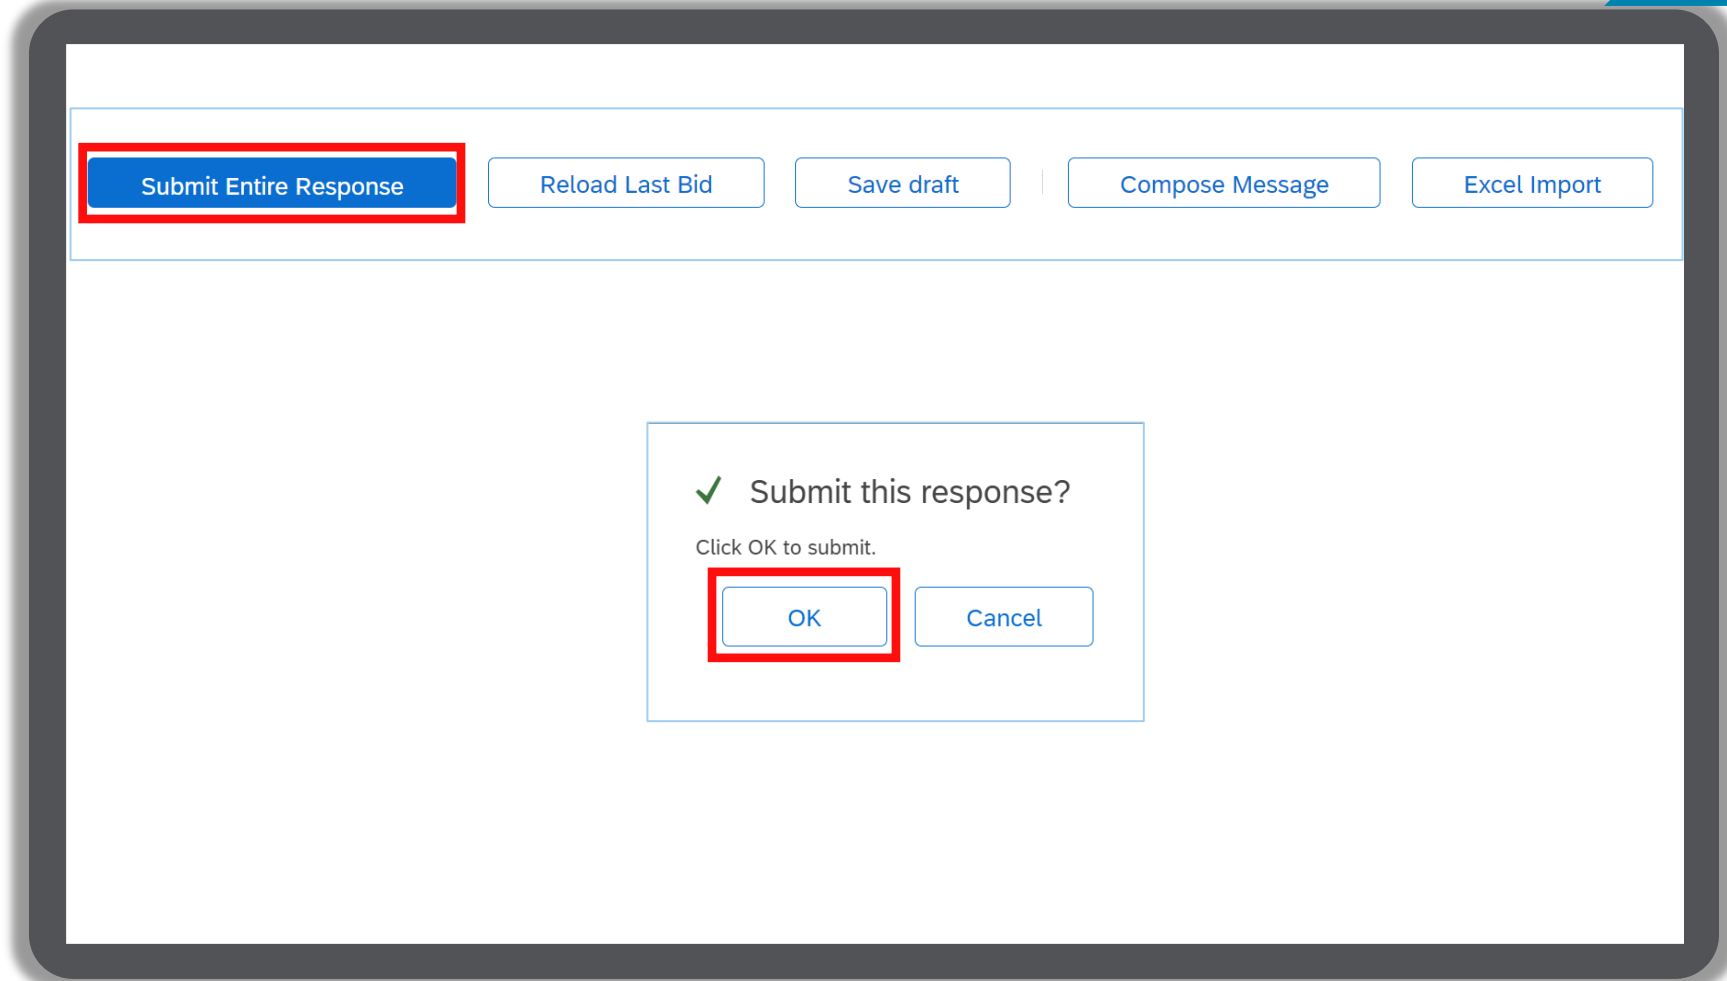 Submit Entire Response Reload Last Bid Save draft Compose Message Excel Import
Submit this response?
Click OK to submit.
OK Cancel